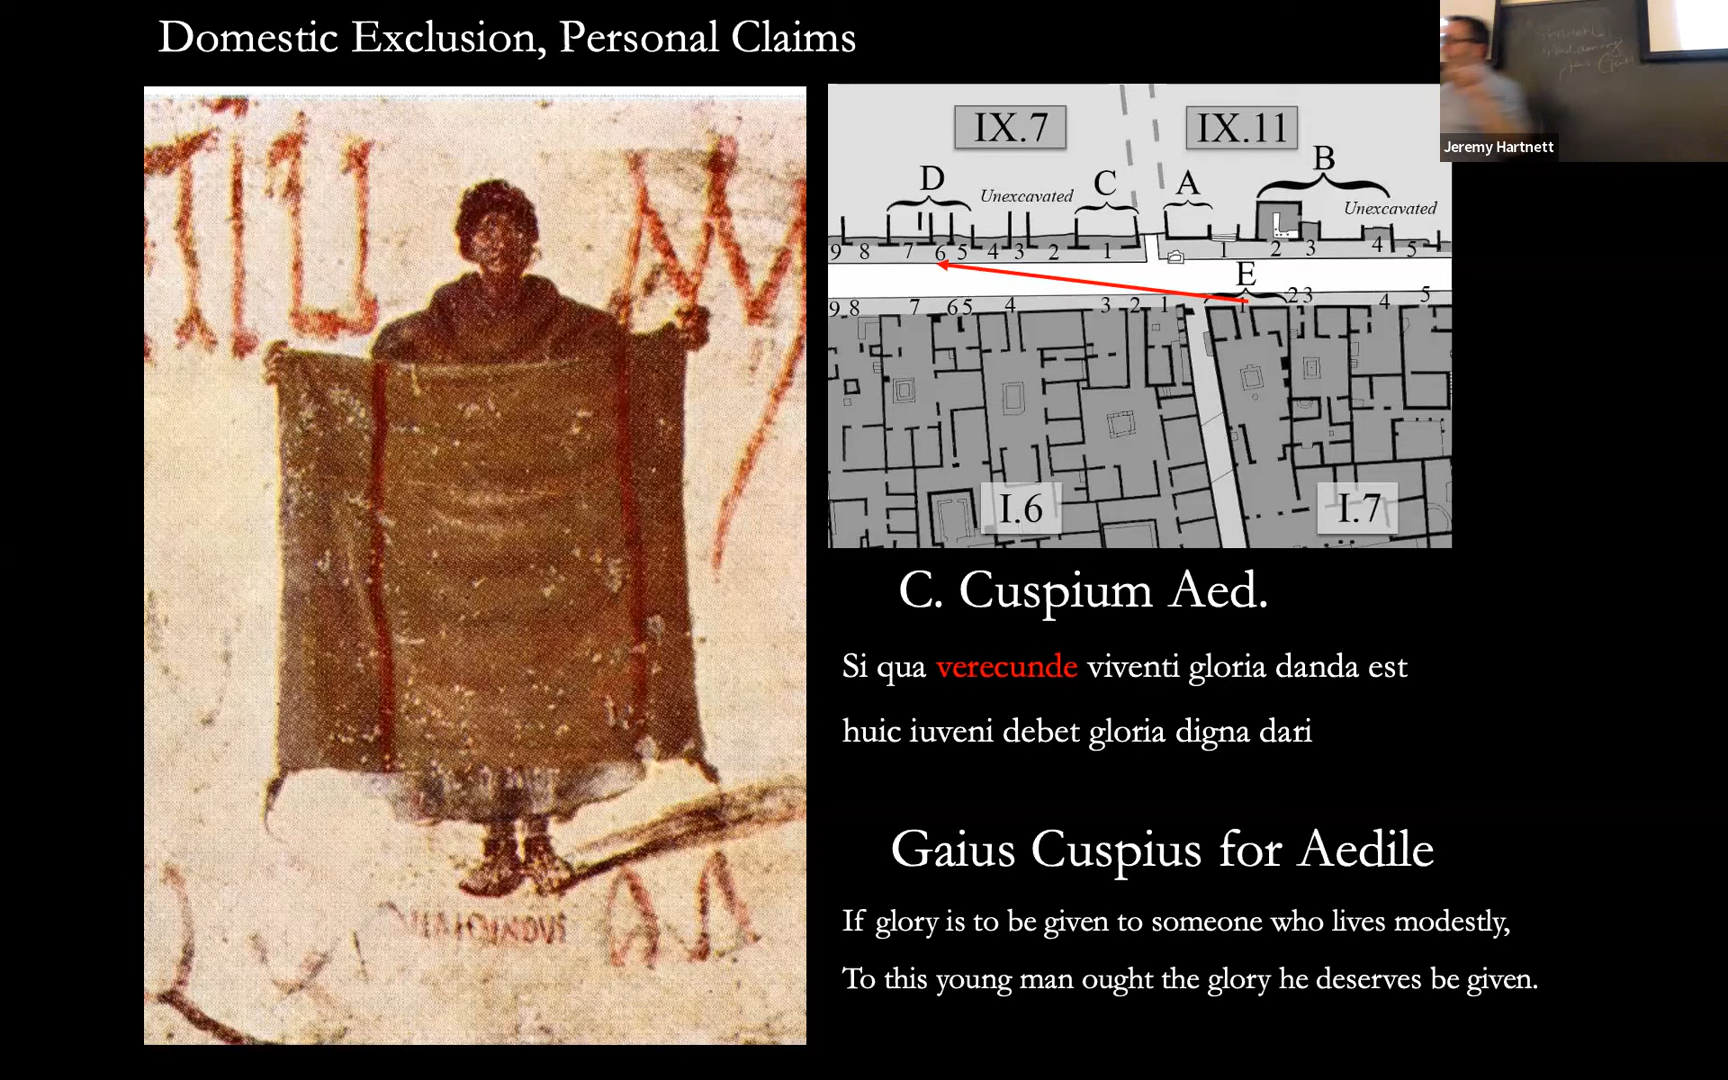 Domestic Exclusion, Personal Claims
Jeremy Hartnett
IX.7
IX.11
B
D
Unexcavated
C
A
Unexcavated
9 8 7 6 5 4 3 2 1 1 2 3 4 5
E
9 8 7 6 5 4 3 2 1 1 2 3 4 5
I.6
I.7
C. Cuspium Aed.
Si qua verecunde viventi gloria danda est
huic iuveni debet gloria digna dari
Gaius Cuspius for Aedile
If glory is to be given to someone who lives modestly,
To this young man ought the glory he deserves be given.